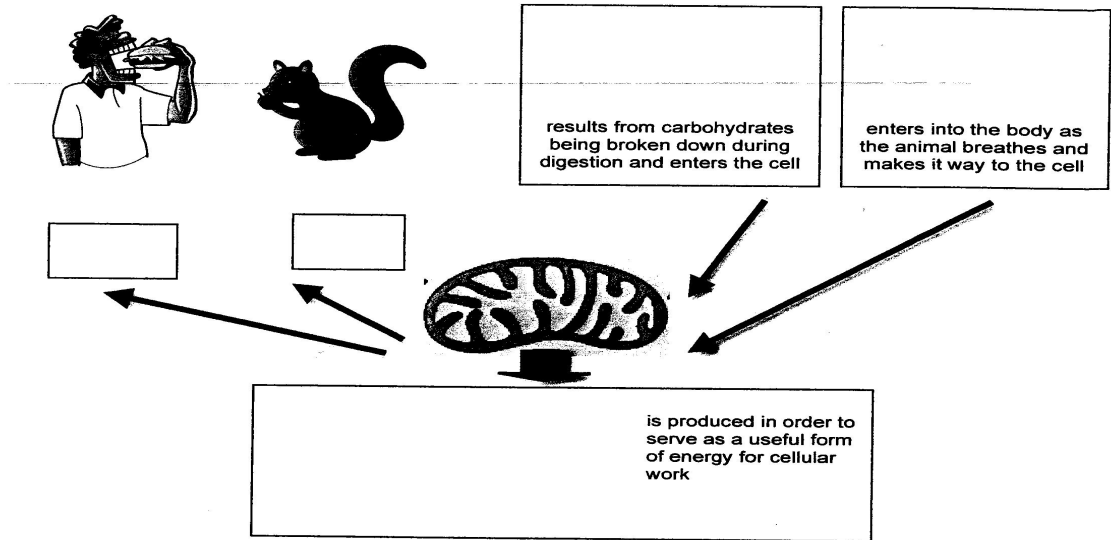 results from carbohydrates
being broken down during
digestion and enters the cell
enters into the body as
the animal breathes and
makes it way to the cell
is produced in order to
serve as a useful form
of energy for cellular
work